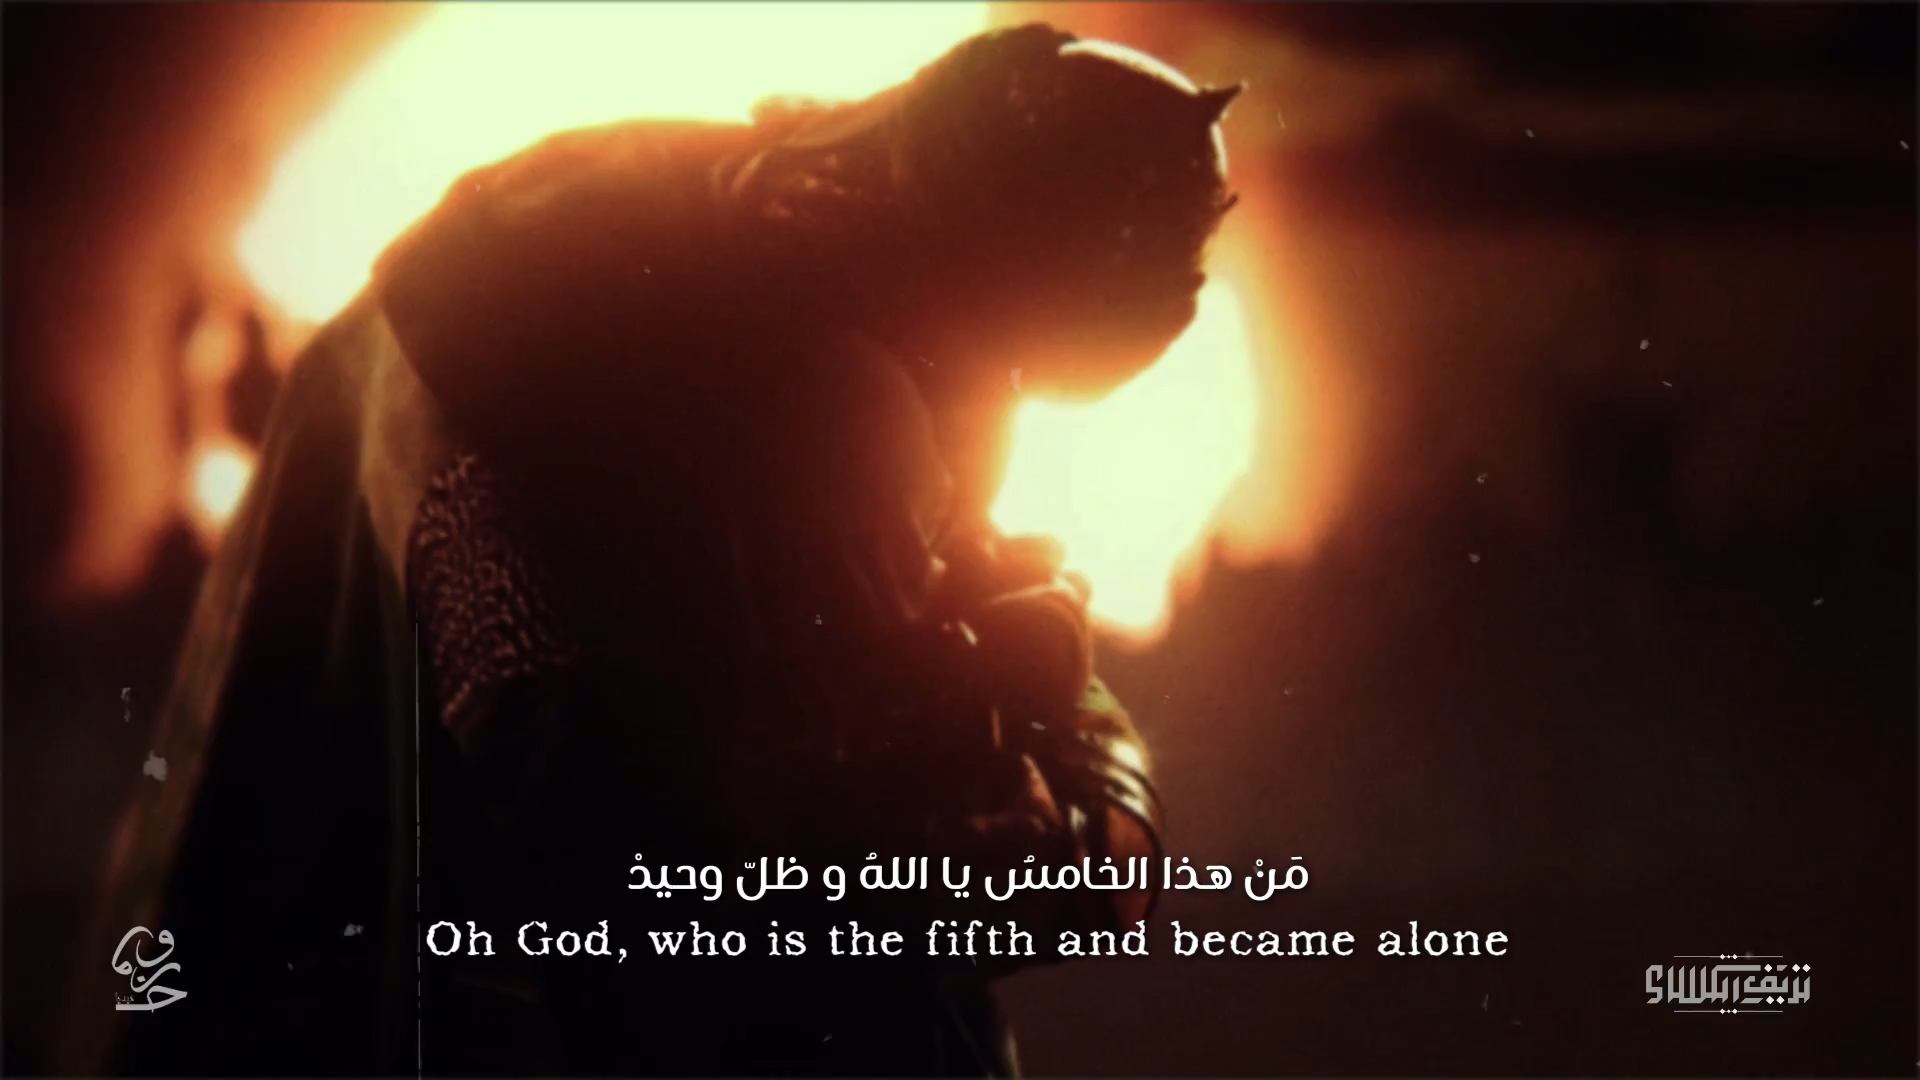 مَنْ هذا الخامسُ يا اللهُ و ظلّ وحيدْ
Oh God, who is the fifth and became alone